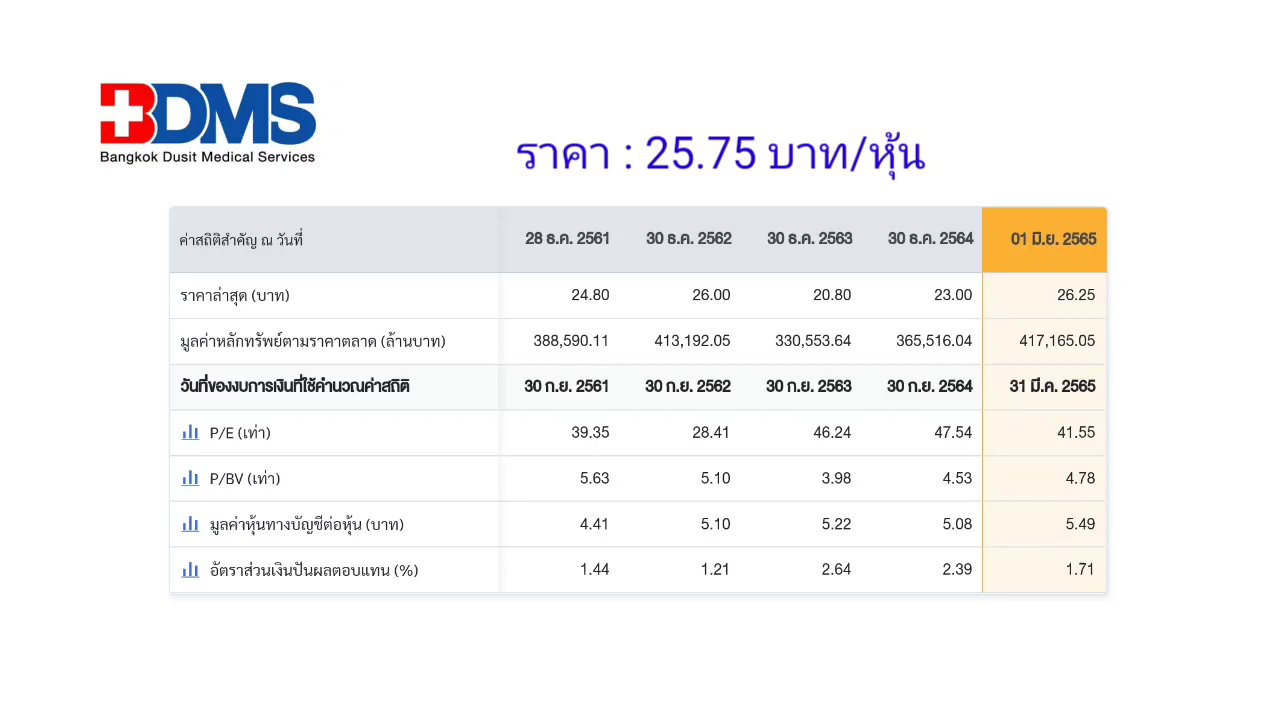 BDMS
Bangkok Dusit Medical Services
ราคา : 25.75 บาท/หุ้น
ค่าสถิติสำคัญ ณ วันที่ 28 ธ.ค. 2561 30 ธ.ค. 2562 30 ธ.ค. 2563 30 ธ.ค. 2564 01 มิ.ย. 2565
ราคาล่าสุด (บาท) 24.80 26.00 20.80 23.00 26.25
มูลค่าหลักทรัพย์ตามราคาตลาด (ล้านบาท) 388,590.11 413,192.05 330,553.64 365,516.04 417,165.05
วันที่ของงบการเงินที่ใช้คำนวณค่าสถิติ 30 ก.ย. 2561 30 ก.ย. 2562 30 ก.ย. 2563 30 ก.ย. 2564 31 มี.ค. 2565
P/E (เท่า) 39.35 28.41 46.24 47.54 41.55
P/BV (เท่า) 5.63 5.10 3.98 4.53 4.78
มูลค่าหุ้นทางบัญชีต่อหุ้น (บาท) 4.41 5.10 5.22 5.08 5.49
อัตราส่วนเงินปันผลตอบแทน (%) 1.44 1.21 2.64 2.39 1.71